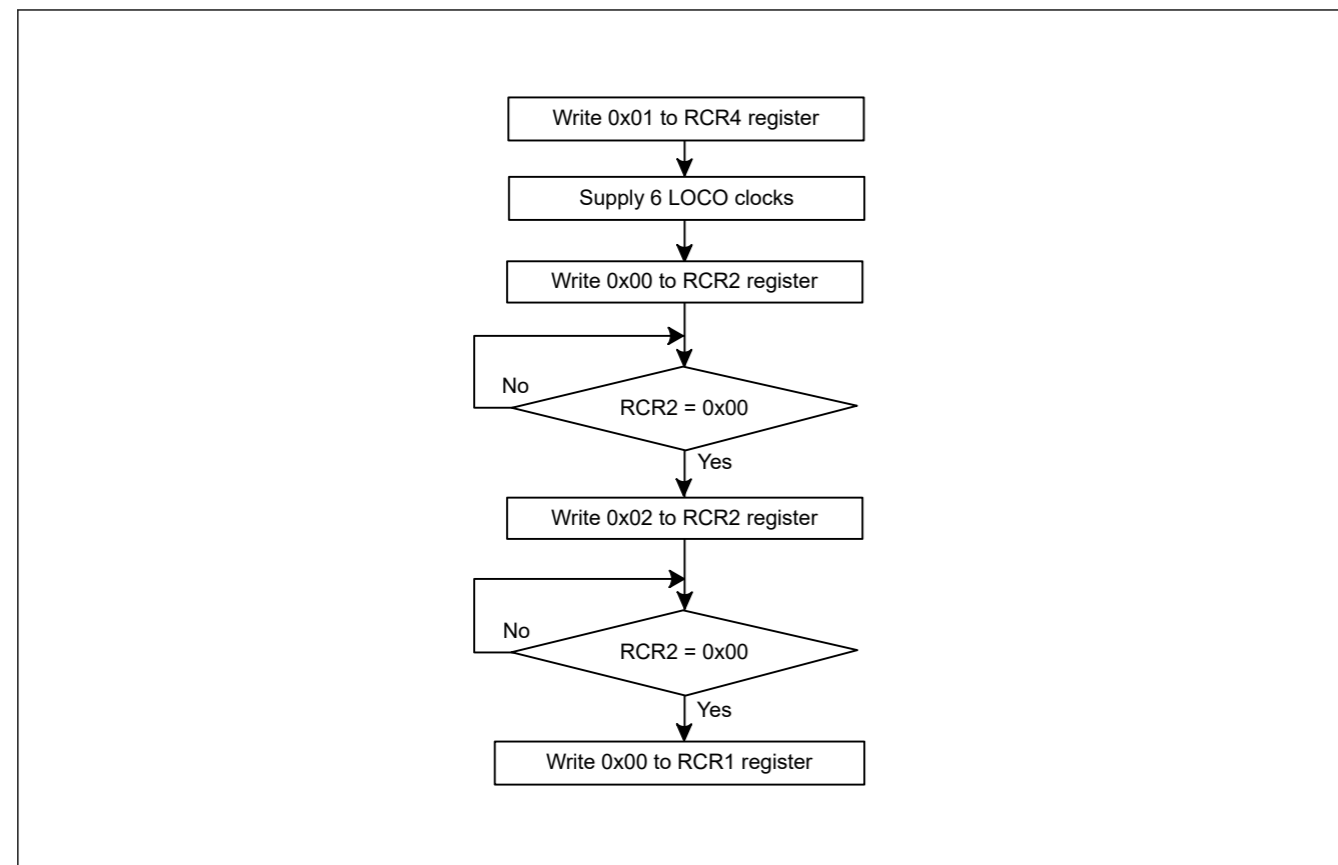 Write 0x01 to RCR4 register
Supply 6 LOCO clocks
Write 0x00 to RCR2 register
No
RCR2 = 0x00
Yes
Write 0x02 to RCR2 register
No
RCR2 = 0x00
Yes
Write 0x00 to RCR1 register